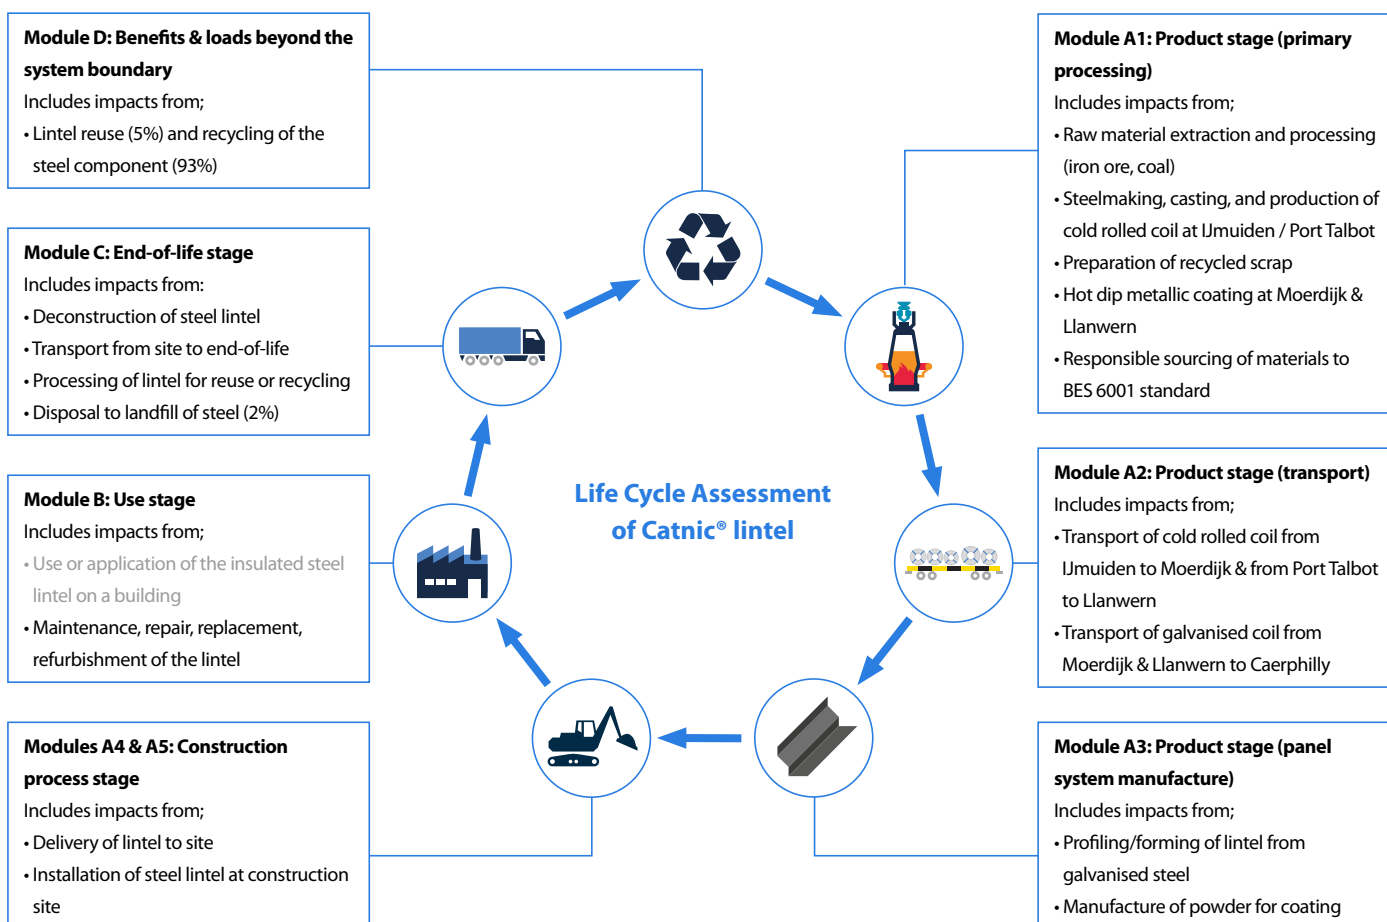 Module D: Benefits & loads beyond the
system boundary
Includes impacts from;
• Lintel reuse (5%) and recycling of the
steel component (93%)
Module C: End-of-life stage
Includes impacts from:
• Deconstruction of steel lintel
• Transport from site to end-of-life
• Processing of lintel for reuse or recycling
• Disposal to landfill of steel (2%)
Module B: Use stage
Includes impacts from;
• Use or application of the insulated steel
lintel on a building
• Maintenance, repair, replacement,
refurbishment of the lintel
Modules A4 & A5: Construction
process stage
Includes impacts from;
• Delivery of lintel to site
• Installation of steel lintel at construction
site
Life Cycle Assessment
of Catnic® lintel
Module A1: Product stage (primary
processing)
Includes impacts from;
• Raw material extraction and processing
(iron ore, coal)
• Steelmaking, casting, and production of
cold rolled coil at IJmuiden / Port Talbot
• Preparation of recycled scrap
• Hot dip metallic coating at Moerdijk &
Llanwern
• Responsible sourcing of materials to
BES 6001 standard
Module A2: Product stage (transport)
Includes impacts from;
• Transport of cold rolled coil from
IJmuiden to Moerdijk & from Port Talbot
to Llanwern
• Transport of galvanised coil from
Moerdijk & Llanwern to Caerphilly
Module A3: Product stage (panel
system manufacture)
Includes impacts from;
• Profiling/forming of lintel from
galvanised steel
• Manufacture of powder for coating